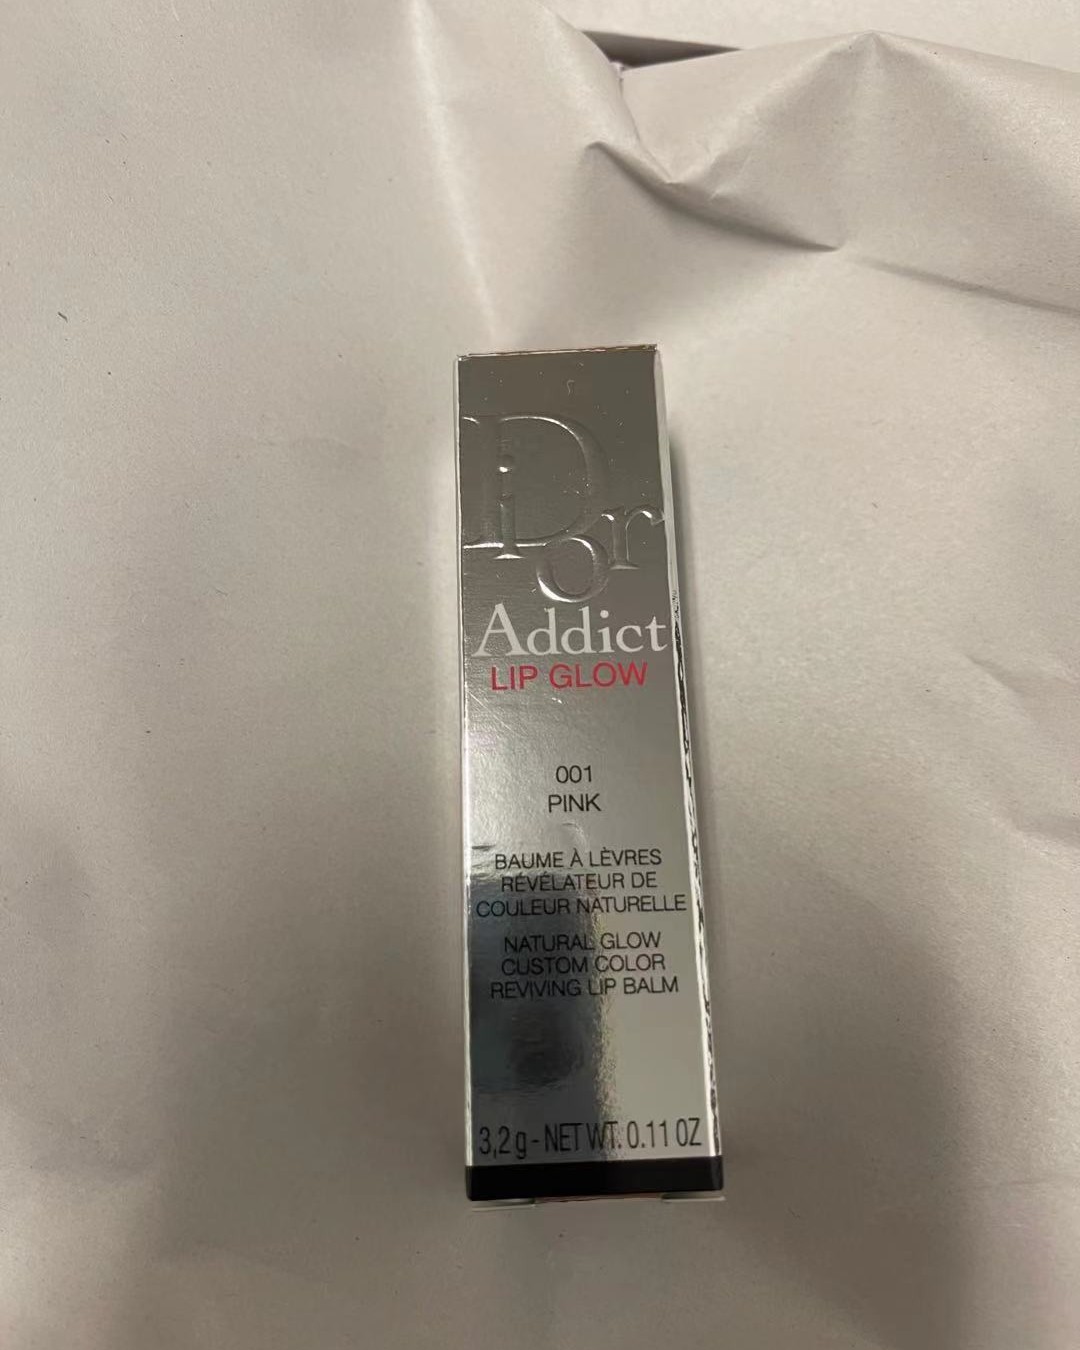 Dior
Addict
LIP GLOW
001
PINK
BAUME À LÈVRES
RÉVÉLATEUR DE
COULEUR NATURELLE
NATURAL GLOW
CUSTOM COLOR
REVIVING LIP BALM
3,2 g - NET WT. 0.11 OZ